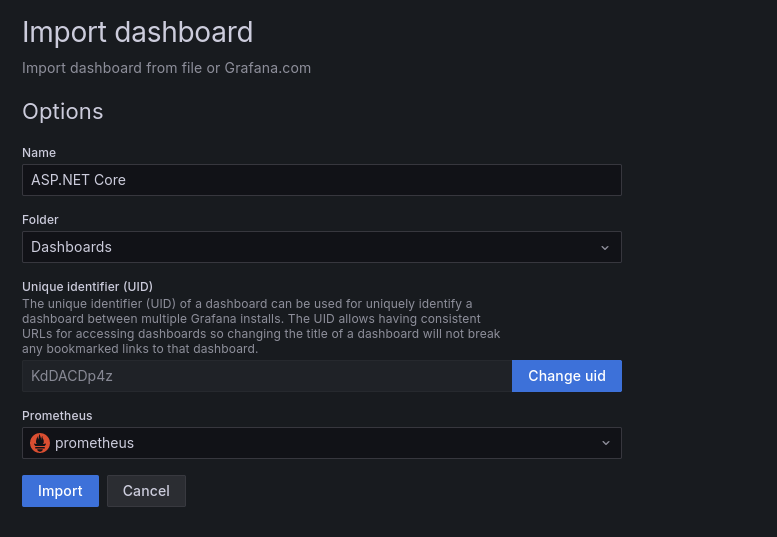 Import dashboard
Import dashboard from file or Grafana.com
Options
Name
ASP.NET Core
Folder
Dashboards
Unique identifier (UID)
The unique identifier (UID) of a dashboard can be used for uniquely identify a
dashboard between multiple Grafana installs. The UID allows having consistent
URLs for accessing dashboards so changing the title of a dashboard will not break
any bookmarked links to that dashboard.
KdDACDp4z
Change uid
Prometheus
prometheus
Import
Cancel